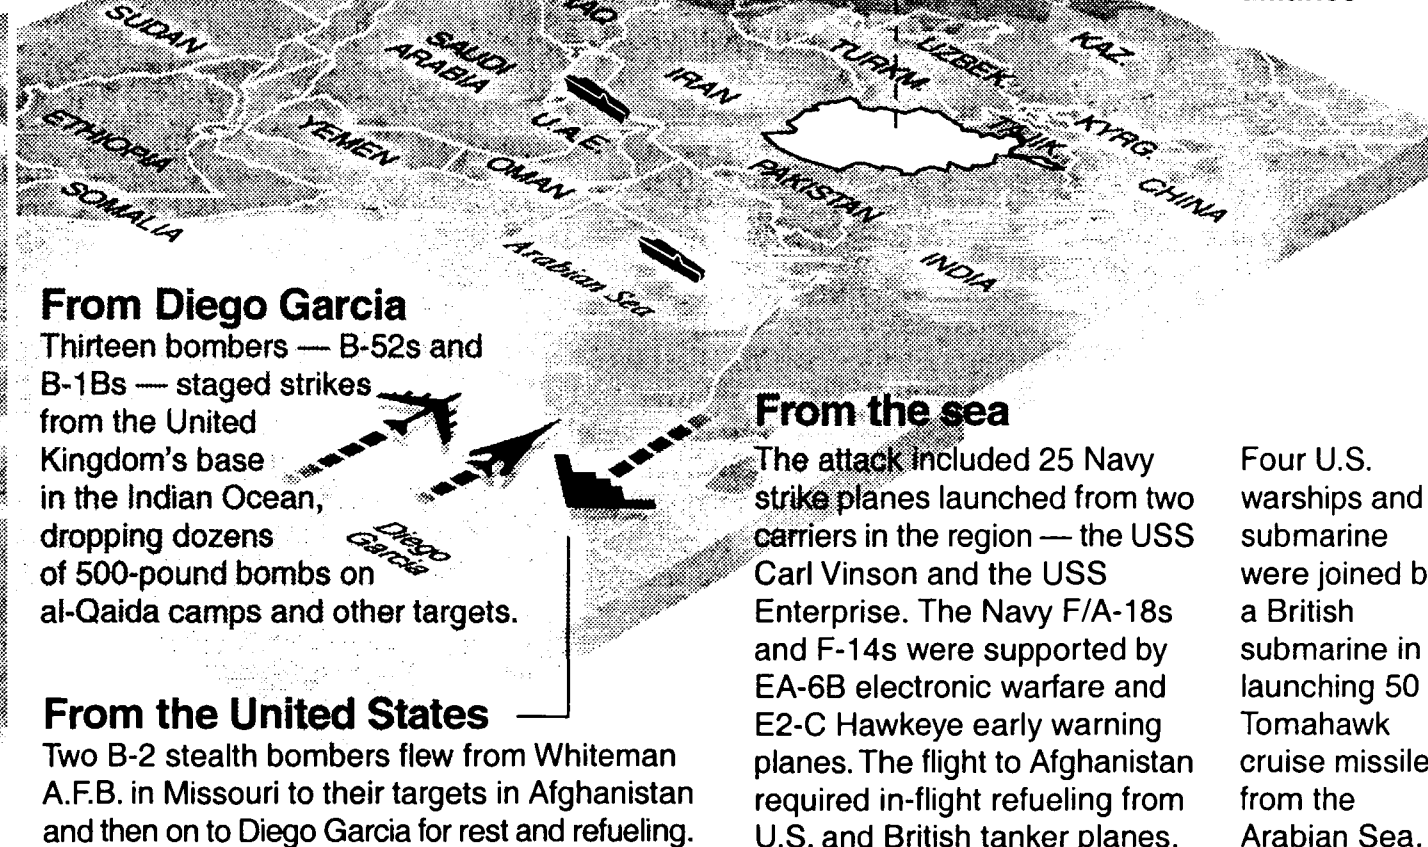 SUDAN
SAUDI
ARABIA
IRAN
TURKM.
UZBEK.
KAZ.
ETHIOPIA
YEMEN
U.A.E.
OMAN
TAJIK.
KYRG.
PAKISTAN
CHINA
SOMALIA
Arabian Sea
INDIA
From Diego Garcia
Thirteen bombers — B-52s and
B-1Bs — staged strikes
from the United
Kingdom's base
in the Indian Ocean,
dropping dozens
of 500-pound bombs on
al-Qaida camps and other targets.
Diego
Garcia
From the United States
Two B-2 stealth bombers flew from Whiteman
A.F.B. in Missouri to their targets in Afghanistan
and then on to Diego Garcia for rest and refueling.
From the sea
The attack included 25 Navy
strike planes launched from two
carriers in the region — the USS
Carl Vinson and the USS
Enterprise. The Navy F/A-18s
and F-14s were supported by
EA-6B electronic warfare and
E2-C Hawkeye early warning
planes. The flight to Afghanistan
required in-flight refueling from
U.S. and British tanker planes.
Four U.S.
warships and
submarine
were joined b
a British
submarine in
launching 50
Tomahawk
cruise missile
from the
Arabian Sea.